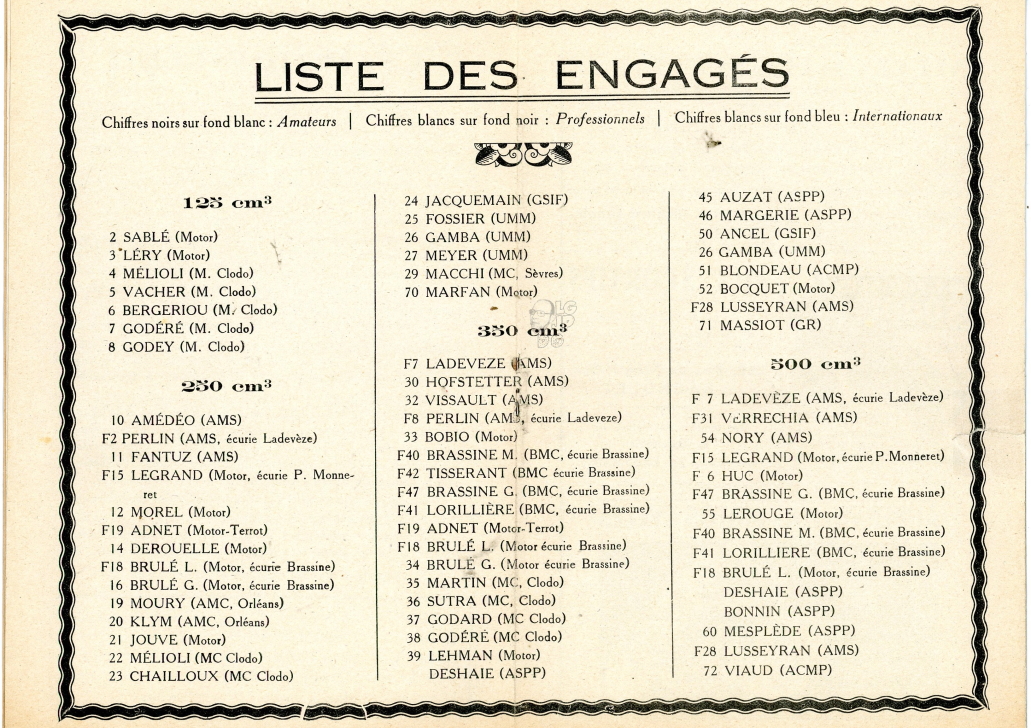 LISTE DES ENGAGÉS
Chiffres noirs sur fond blanc : Amateurs | Chiffres blancs sur fond noir : Professionnels | Chiffres blancs sur fond bleu : Internationaux
125 cm³
2 SABLÉ (Motor)
3 LÉRY (Motor)
4 MÉLIOLI (M. Clodo)
5 VACHER (M. Clodo)
6 BERGERIOU (M. Clodo)
7 GODÉRÉ (M. Clodo)
8 GODEY (M. Clodo)
250 cm³
10 AMÉDÉO (AMS)
F2 PERLIN (AMS, écurie Ladevèze)
11 FANTUZ (AMS)
F15 LEGRAND (Motor, écurie P. Monne-
ret
12 MOREL (Motor)
F19 ADNET (Motor-Terrot)
14 DEROUELLE (Motor)
F18 BRULÉ L. (Motor, écurie Brassine)
16 BRULÉ G. (Motor, écurie Brassine)
19 MOURY (AMC, Orléans)
20 KLYM (AMC, Orléans)
21 JOUVE (Motor)
22 MÉLIOLI (MC Clodo)
23 CHAILLOUX (MC Clodo)
24 JACQUEMAIN (GSIF)
25 FOSSIER (UMM)
26 GAMBA (UMM)
27 MEYER (UMM)
29 MACCHI (MC, Sèvres)
70 MARFAN (Motor)
350 cm³
F7 LADEVEZE (AMS)
30 HOFSTETTER (AMS)
32 VISSAULT (AMS)
F8 PERLIN (AMS, écurie Ladeveze)
33 BOBIO (Motor)
F40 BRASSINE M. (BMC, écurie Brassine)
F42 TISSERANT (BMC écurie Brassine)
F47 BRASSINE G. (BMC, écurie Brassine)
F41 LORILLIÈRE (BMC, écurie Brassine)
F19 ADNET (Motor-Terrot)
F18 BRULÉ L. (Motor écurie Brassine)
34 BRULÉ G. (Motor écurie Brassine)
35 MARTIN (MC, Clodo)
36 SUTRA (MC, Clodo)
37 GODARD (MC Clodo)
38 GODÉRÉ (MC Clodo)
39 LEHMAN (Motor)
DESHAIE (ASPP)
45 AUZAT (ASPP)
46 MARGERIE (ASPP)
50 ANCEL (GSIF)
26 GAMBA (UMM)
51 BLONDEAU (ACMP)
52 BOCQUET (Motor)
F28 LUSSEYRAN (AMS)
71 MASSIOT (GR)
500 cm³
F 7 LADEVÈZE (AMS, écurie Ladevèze)
F31 VERRECHIA (AMS)
54 NORY (AMS)
F15 LEGRAND (Motor, écurie P.Monneret)
F 6 HUC (Motor)
F47 BRASSINE G. (BMC, écurie Brassine)
55 LEROUGE (Motor)
F40 BRASSINE M. (BMC, écurie Brassine)
F41 LORILLIERE (BMC, écurie Brassine)
F18 BRULÉ L. (Motor, écurie Brassine)
DESHAIE (ASPP)
BONNIN (ASPP)
60 MESPLÈDE (ASPP)
F28 LUSSEYRAN (AMS)
72 VIAUD (ACMP)